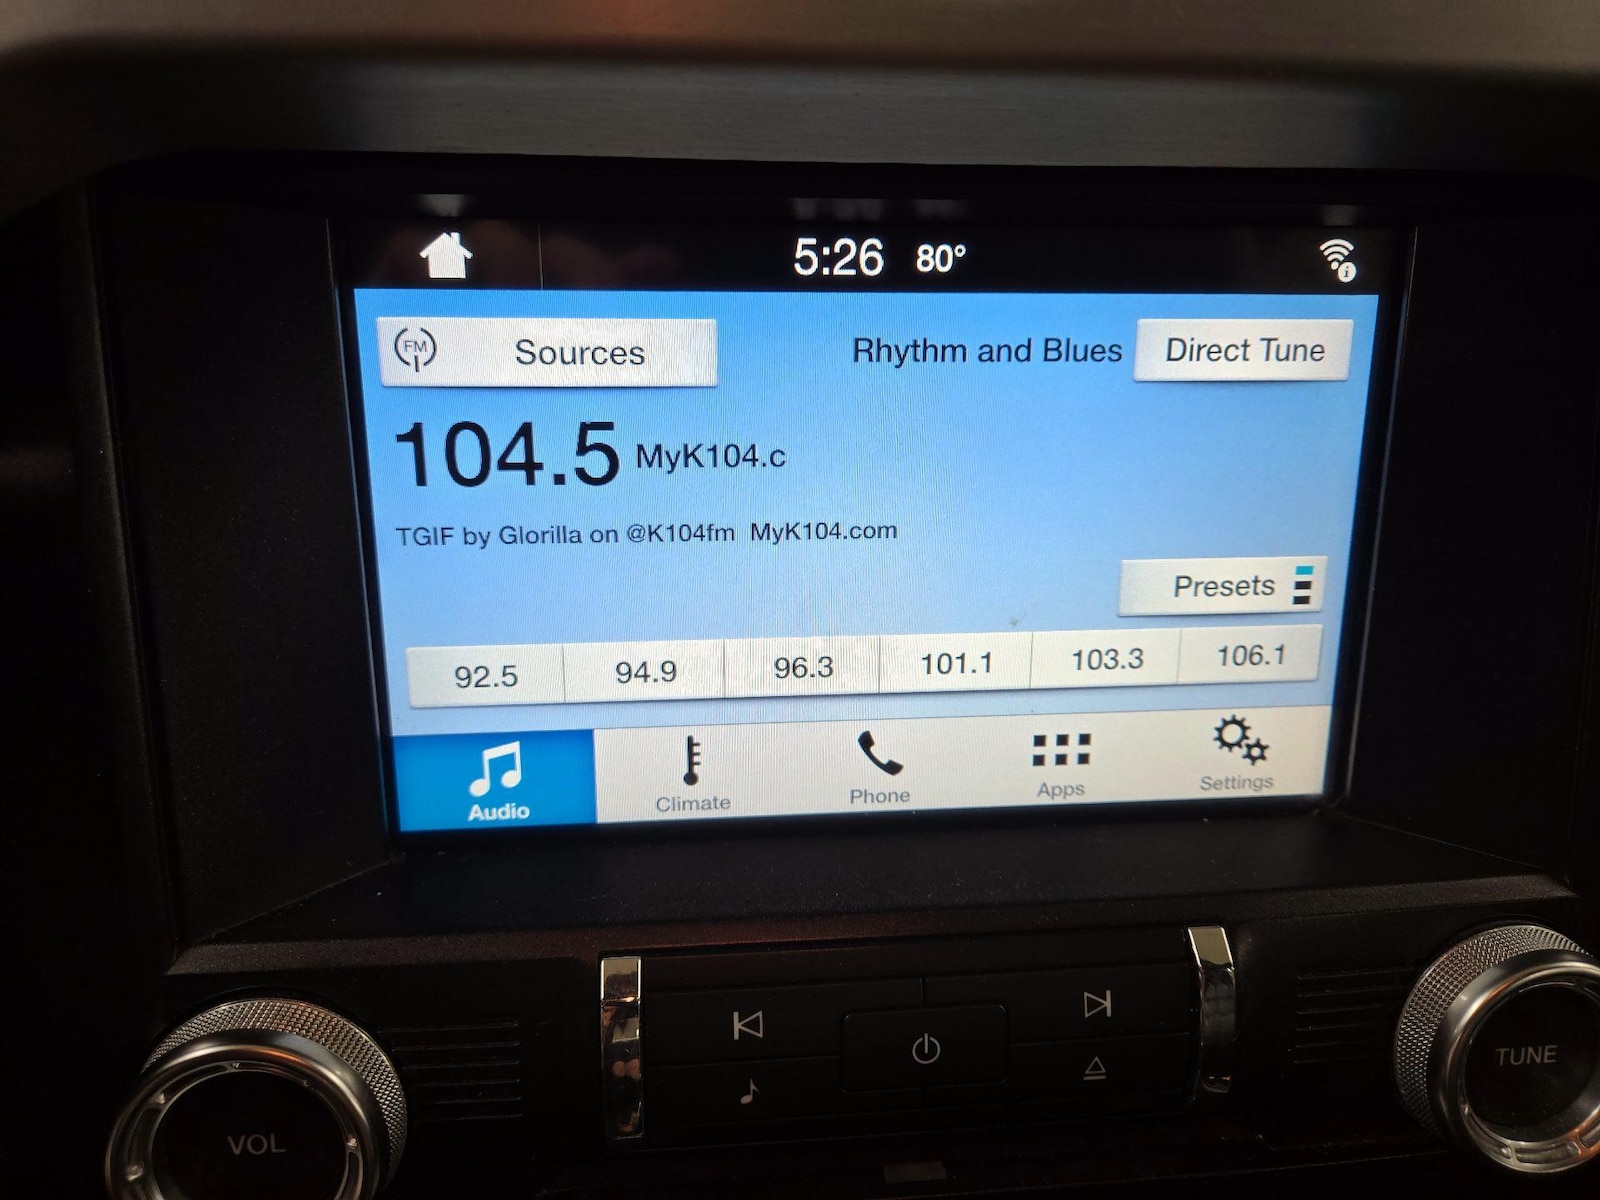 5:26 80°
FM Sources Rhythm and Blues Direct Tune
104.5 MyK104.c
TGIF by Glorilla on @K104fm MyK104.com
Presets
92.5 94.9 96.3 101.1 103.3 106.1
Audio Climate Phone Apps Settings
VOL TUNE